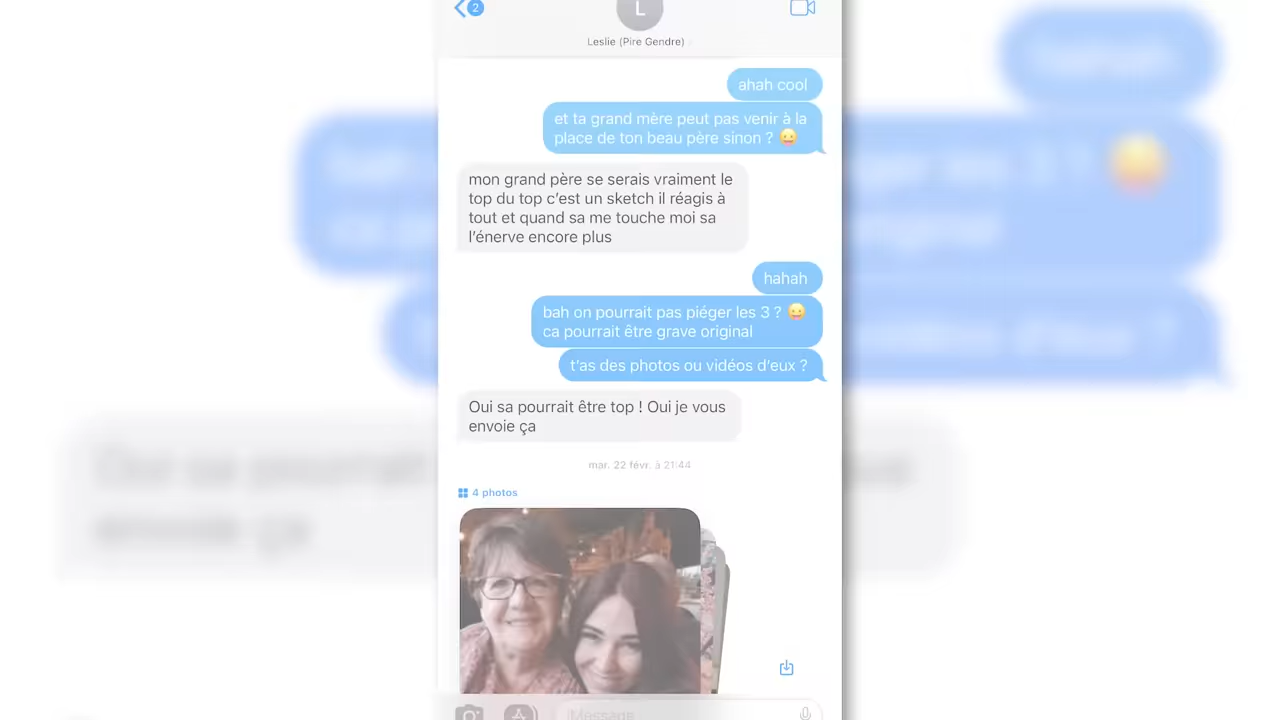 2
L
Leslie (Pire Gendre)
ahah cool
et ta grand mère peut pas venir à la
place de ton beau père sinon ? 😛
mon grand père se serais vraiment le
top du top c’est un sketch il réagis à
tout et quand sa me touche moi sa
l’énerve encore plus
hahah
bah on pourrait pas piéger les 3 ? 😛
ca pourrait être grave original
t’as des photos ou vidéos d’eux ?
Oui sa pourrait être top ! Oui je vous
envoie ça
mar. 22 févr. à 21:44
4 photos
Message